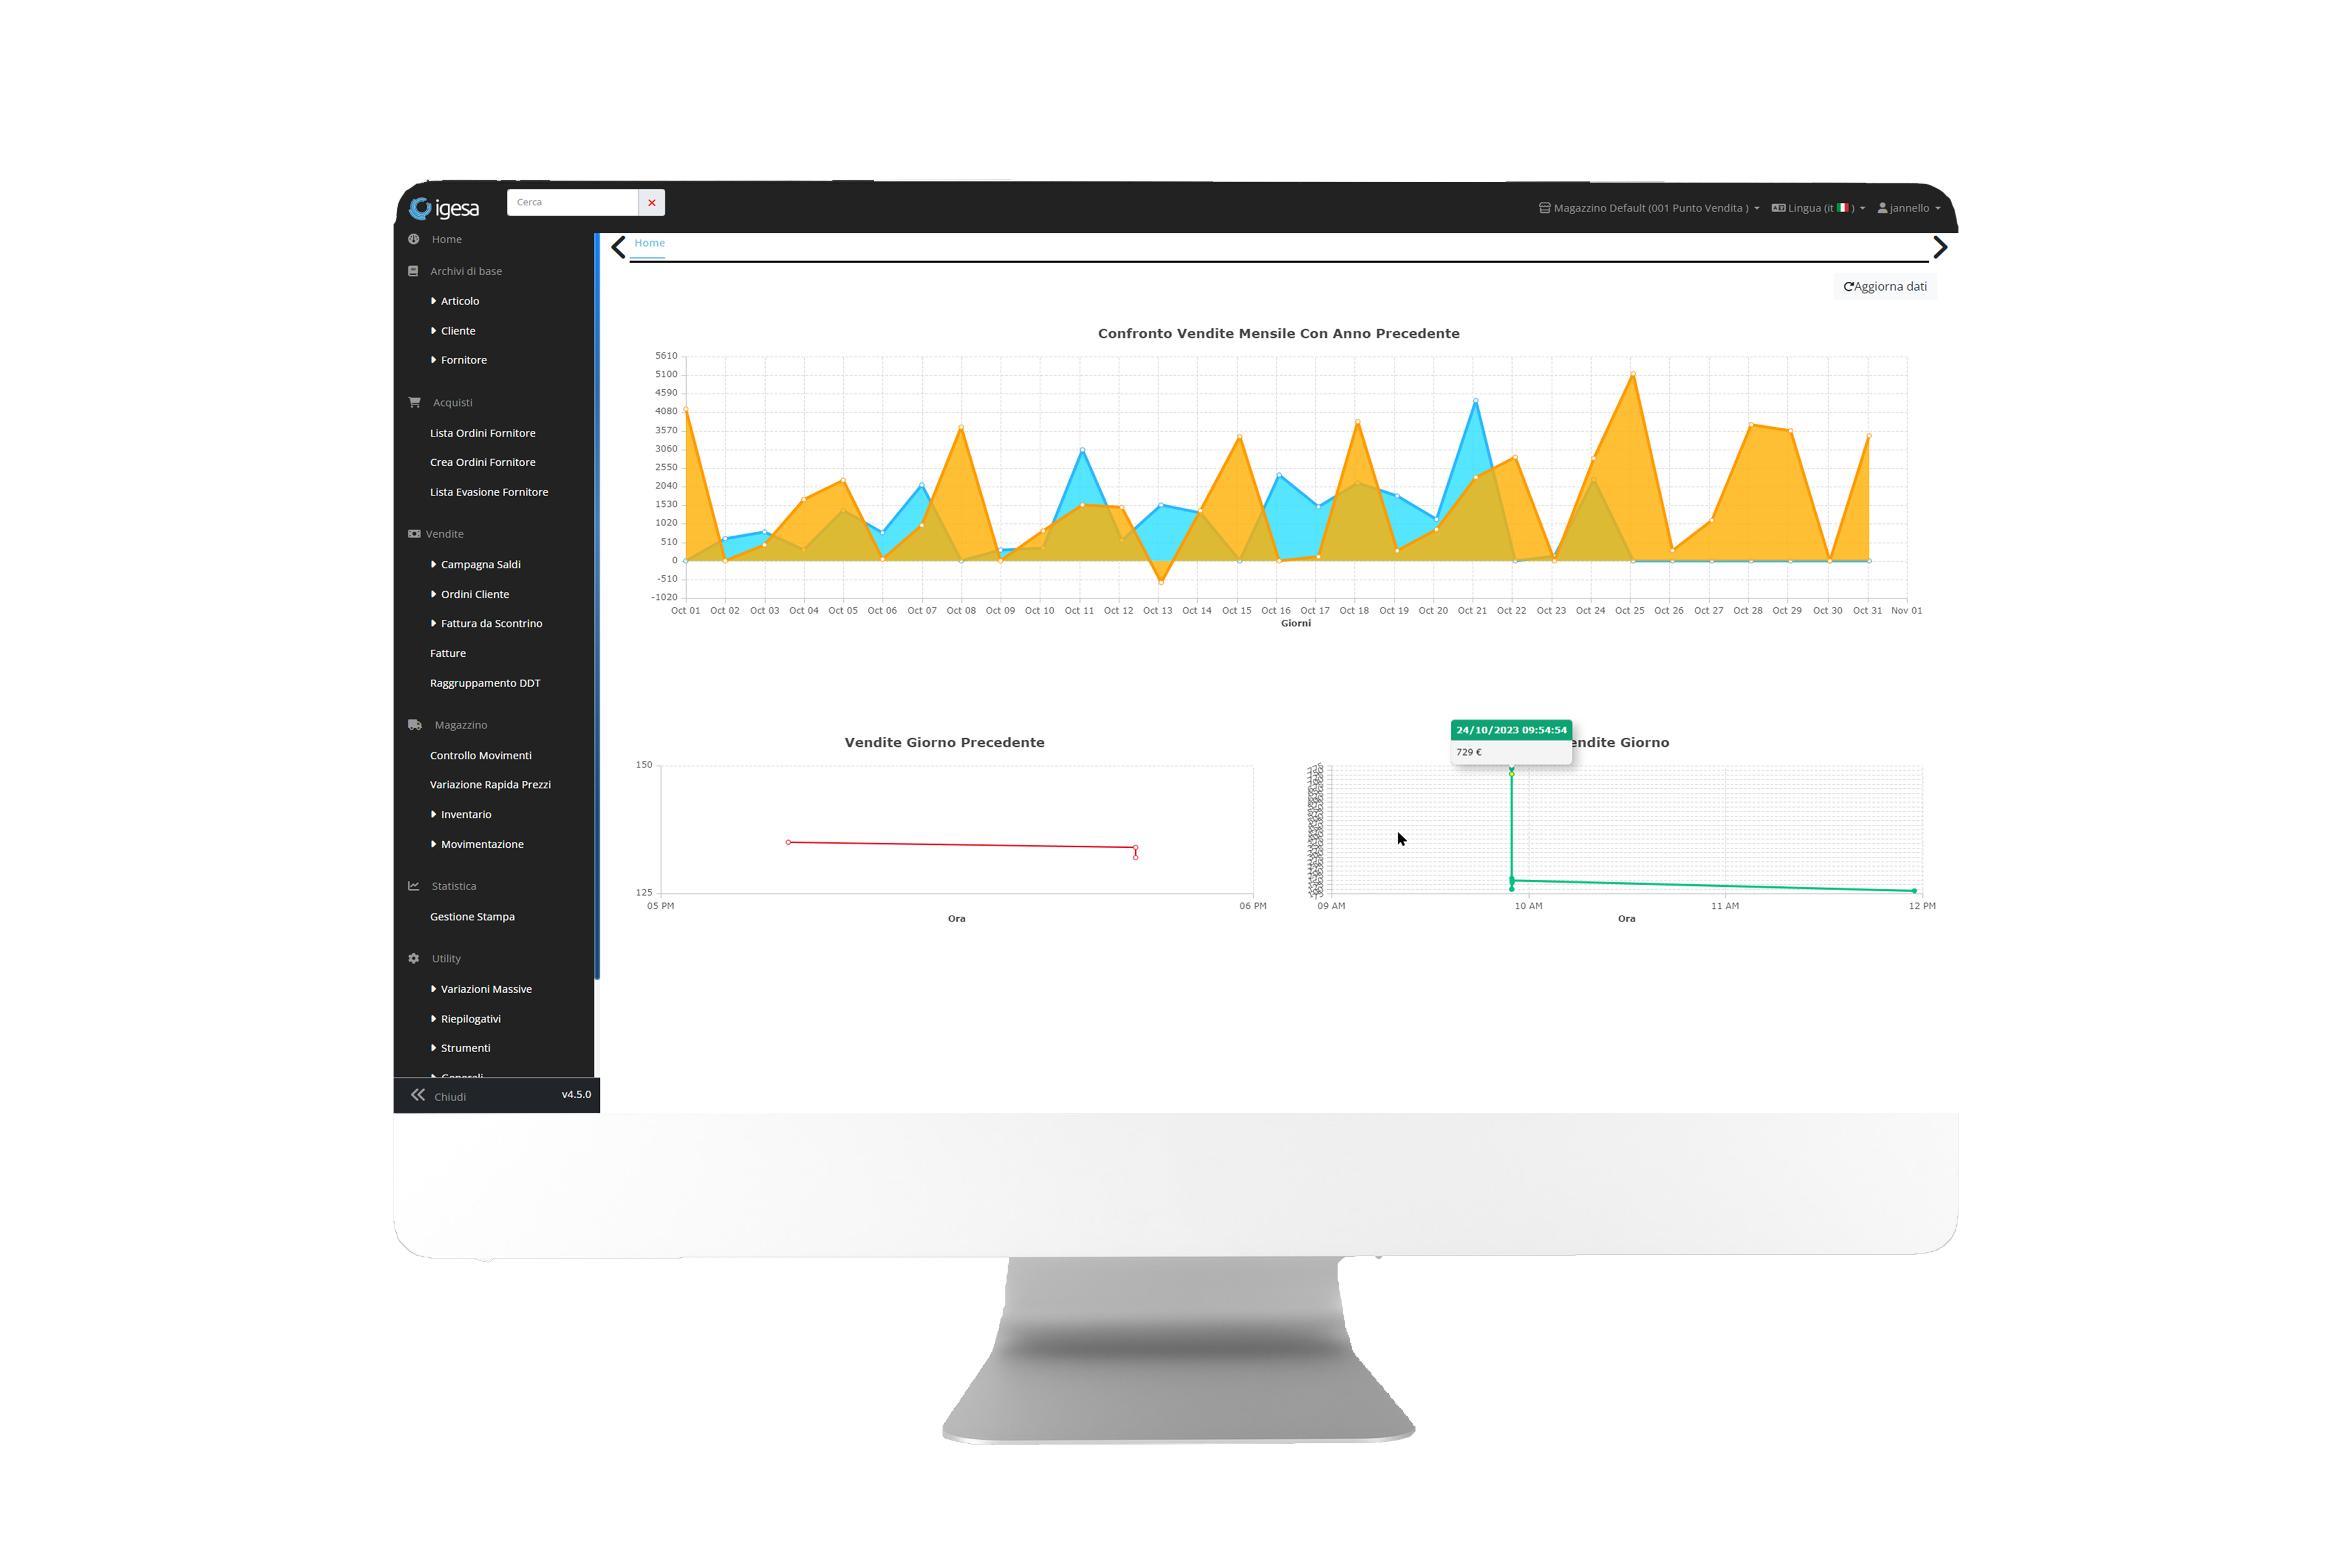 igesa
Cerca
Magazzino Default (001 Punto Vendita )
Lingua (it )
jannello
Home
Archivi di base
Articolo
Cliente
Fornitore
Acquisti
Lista Ordini Fornitore
Crea Ordini Fornitore
Lista Evasione Fornitore
Vendite
Campagna Saldi
Ordini Cliente
Fattura da Scontrino
Fatture
Raggruppamento DDT
Magazzino
Controllo Movimenti
Variazione Rapida Prezzi
Inventario
Movimentazione
Statistica
Gestione Stampa
Utility
Variazioni Massive
Riepilogativi
Strumenti
Chiudi
v4.5.0
Home
Aggiorna dati
Confronto Vendite Mensile Con Anno Precedente
5610
5100
4590
4080
3570
3060
2550
2040
1530
1020
510
0
-510
-1020
Oct 01 Oct 02 Oct 03 Oct 04 Oct 05 Oct 06 Oct 07 Oct 08 Oct 09 Oct 10 Oct 11 Oct 12 Oct 13 Oct 14 Oct 15 Oct 16 Oct 17 Oct 18 Oct 19 Oct 20 Oct 21 Oct 22 Oct 23 Oct 24 Oct 25 Oct 26 Oct 27 Oct 28 Oct 29 Oct 30 Oct 31 Nov 01
Giorni
Vendite Giorno Precedente
150
125
05 PM 06 PM
Ora
24/10/2023 09:54:54
729 €
endite Giorno
09 AM 10 AM 11 AM 12 PM
Ora